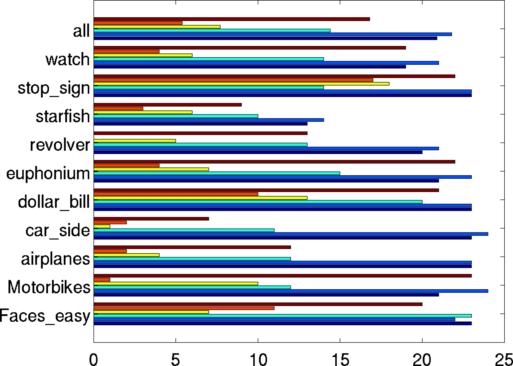 all
watch
stop_sign
starfish
revolver
euphonium
dollar_bill
car_side
airplanes
Motorbikes
Faces_easy
0 5 10 15 20 25